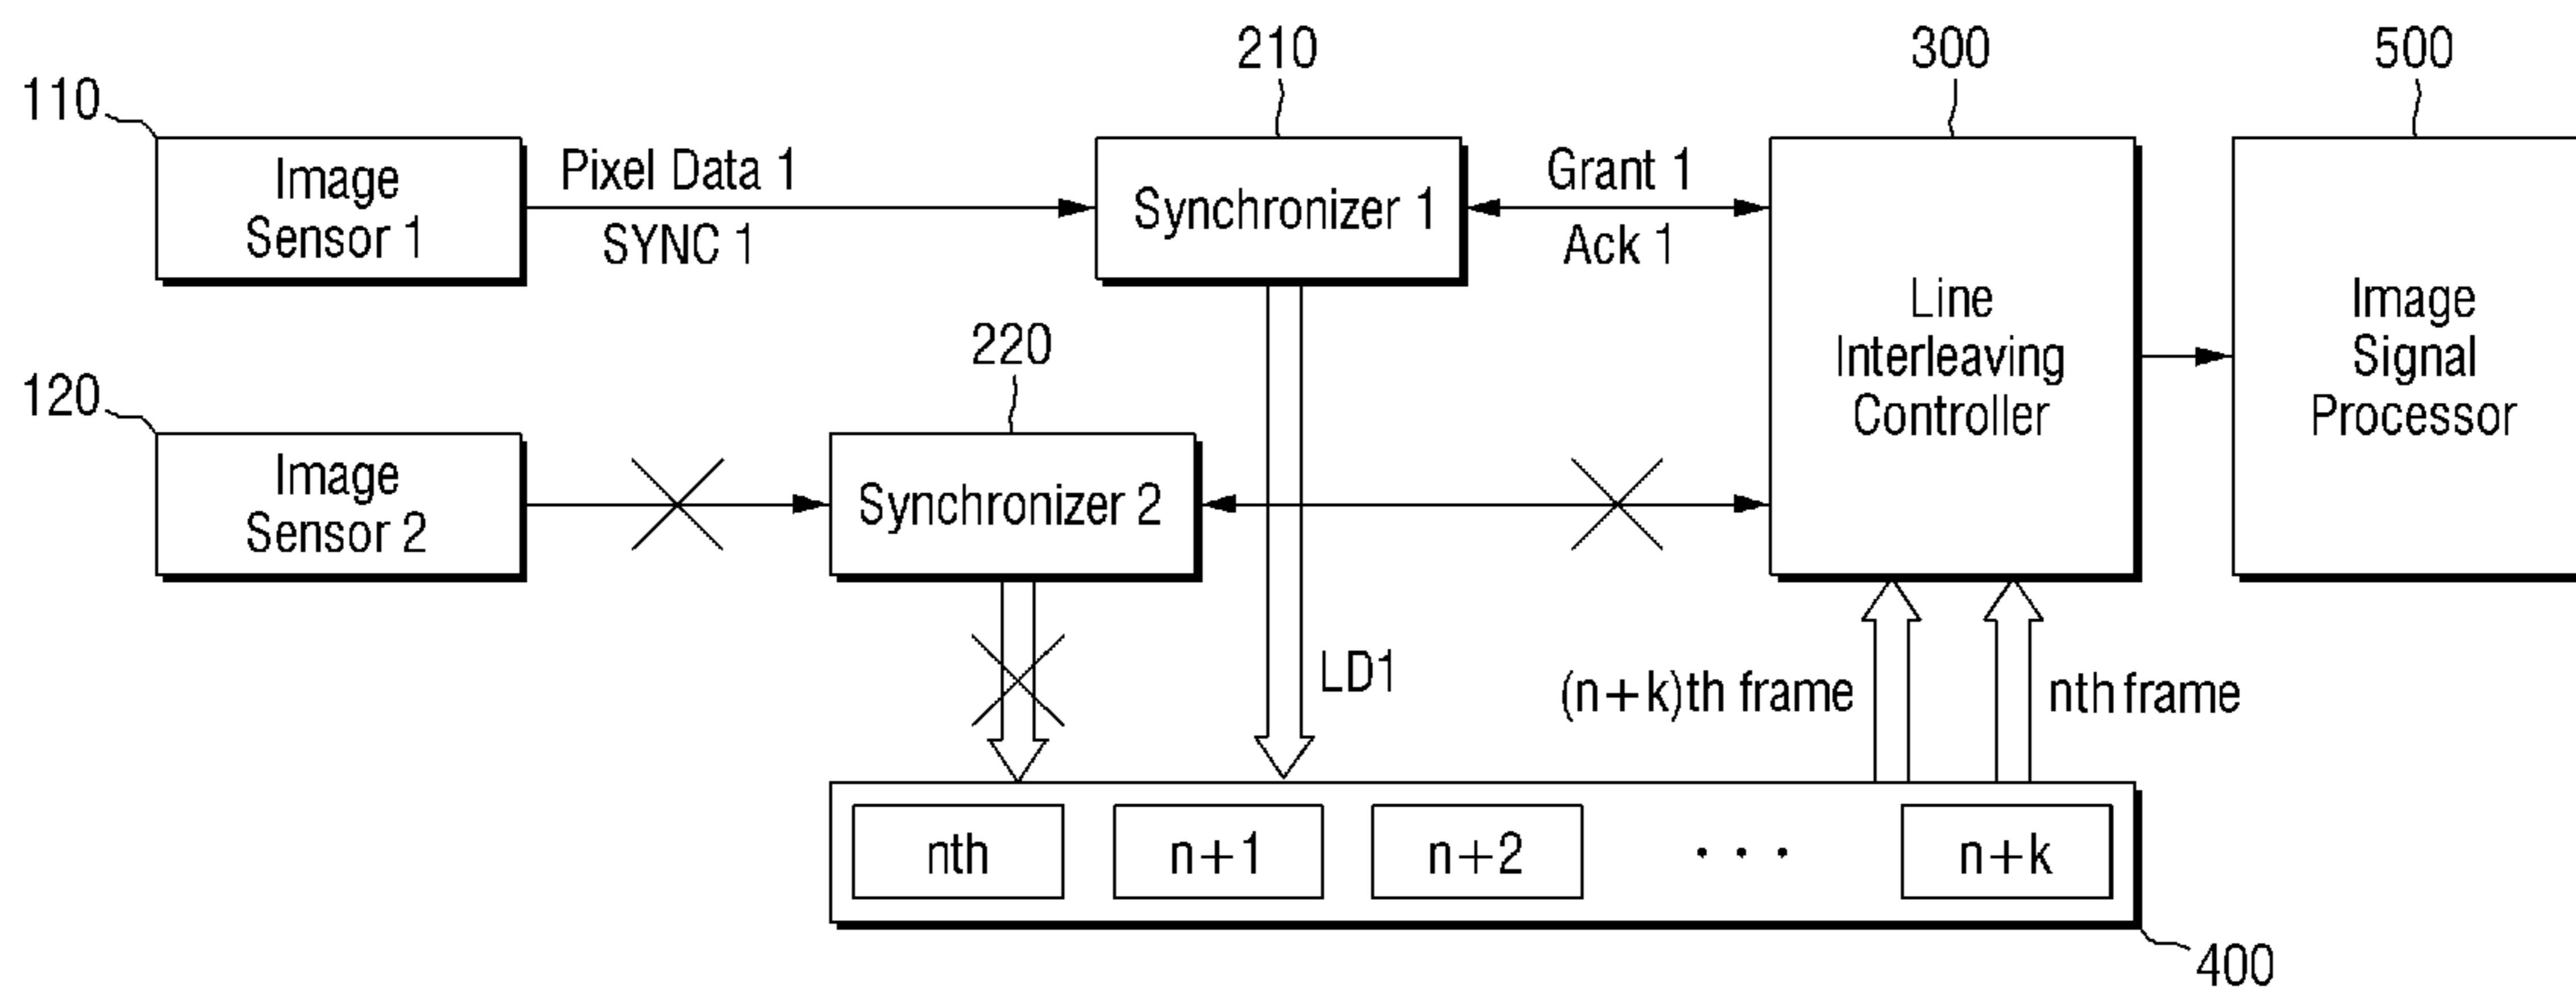 210
300
500
110
Image
Sensor 1
Pixel Data 1
SYNC 1
Synchronizer 1
Grant 1
Ack 1
Line
Interleaving
Controller
Image
Signal
Processor
220
120
Image
Sensor 2
Synchronizer 2
LD1
(n+k)th frame
nth frame
nth
n+1
n+2
· · ·
n+k
400